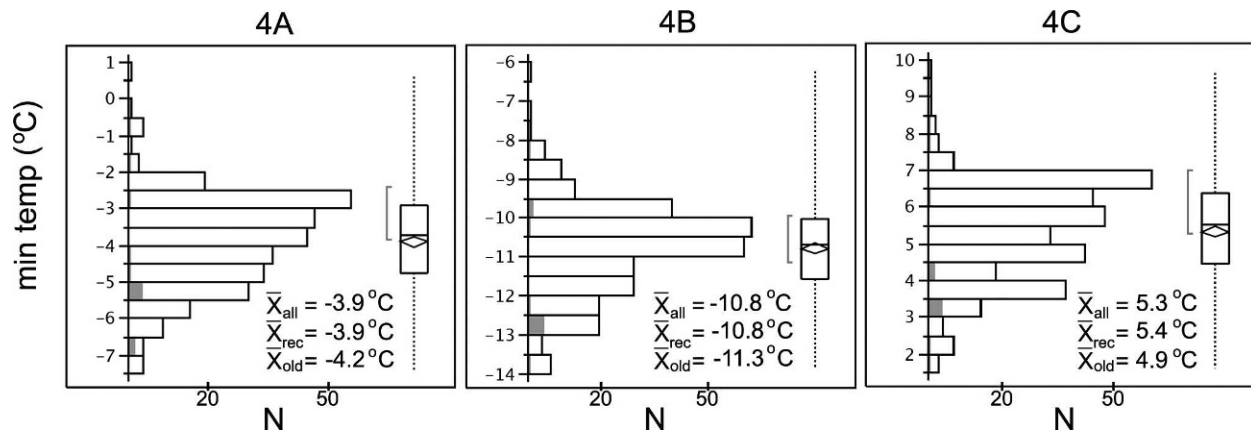 4A
4B
4C
min temp (°C)
1
0
-1
-2
-3
-4
-5
-6
-7
X̄all = -3.9 °C
X̄rec = -3.9 °C
X̄old = -4.2 °C
20
50
N
-6
-7
-8
-9
-10
-11
-12
-13
-14
X̄all = -10.8 °C
X̄rec = -10.8 °C
X̄old = -11.3 °C
20
50
N
10
9
8
7
6
5
4
3
2
X̄all = 5.3 °C
X̄rec = 5.4 °C
X̄old = 4.9 °C
20
50
N